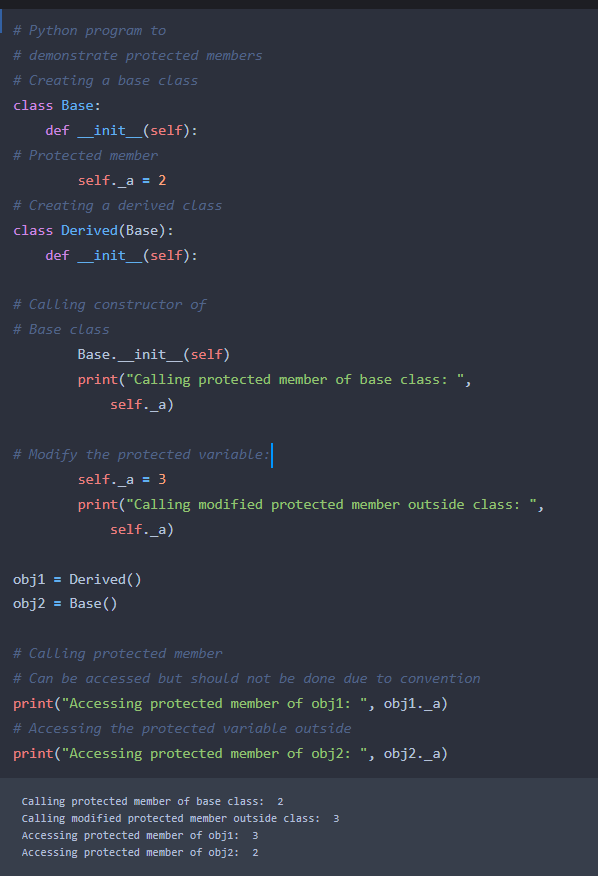 # Python program to
# demonstrate protected members
# Creating a base class
class Base:
    def __init__(self):
# Protected member
        self._a = 2
# Creating a derived class
class Derived(Base):
    def __init__(self):
# Calling constructor of
# Base class
        Base.__init__(self)
        print("Calling protected member of base class: ",
            self._a)
# Modify the protected variable:
        self._a = 3
        print("Calling modified protected member outside class: ",
            self._a)
obj1 = Derived()
obj2 = Base()
# Calling protected member
# Can be accessed but should not be done due to convention
print("Accessing protected member of obj1: ", obj1._a)
# Accessing the protected variable outside
print("Accessing protected member of obj2: ", obj2._a)
Calling protected member of base class:  2
Calling modified protected member outside class:  3
Accessing protected member of obj1:  3
Accessing protected member of obj2:  2